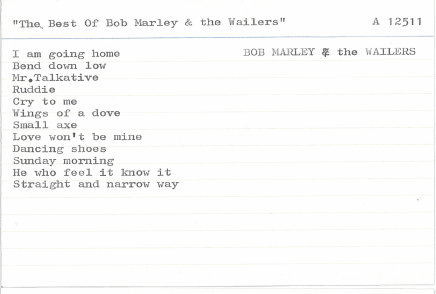 "The Best Of Bob Marley & the Wailers" A 12511
I am going home BOB MARLEY & the WAILERS
Bend down low
Mr.Talkative
Ruddie
Cry to me
Wings of a dove
Small axe
Love won't be mine
Dancing shoes
Sunday morning
He who feel it know it
Straight and narrow way